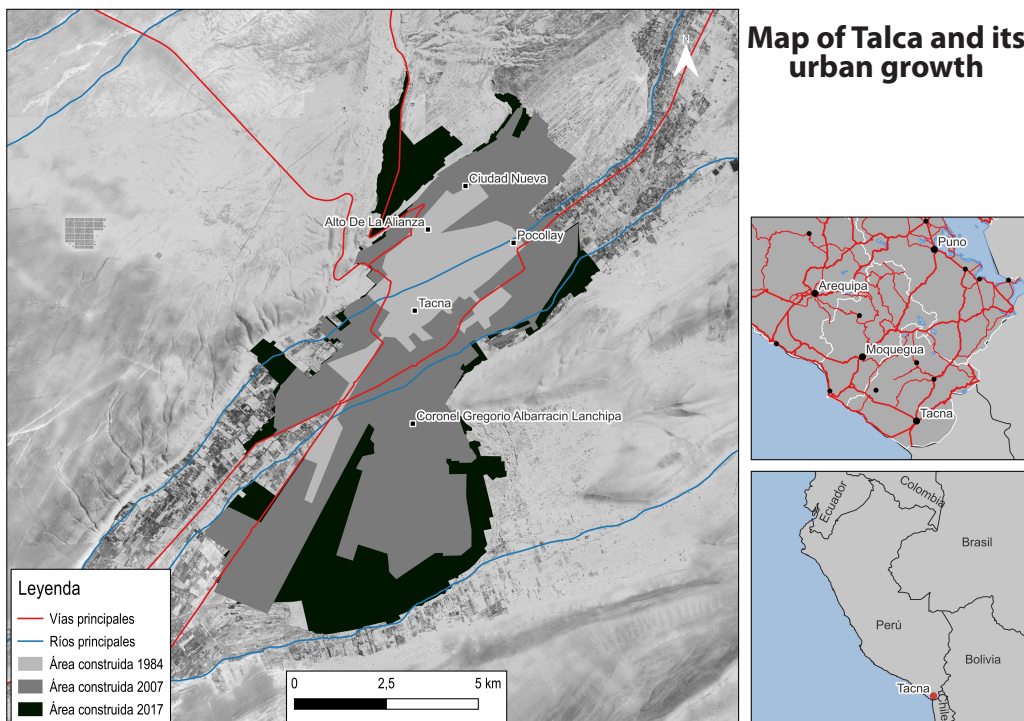 Map of Talca and its
urban growth
N
Ciudad Nueva
Alto De La Alianza
Pocollay
Tacna
Coronel Gregorio Albarracin Lanchipa
Leyenda
Vías principales
Ríos principales
Área construida 1984
Área construida 2007
Área construida 2017
0 2,5 5 km
Puno
Arequipa
Moquegua
Tacna
Ecuador
Colombia
Brasil
Perú
Bolivia
Tacna
Chile